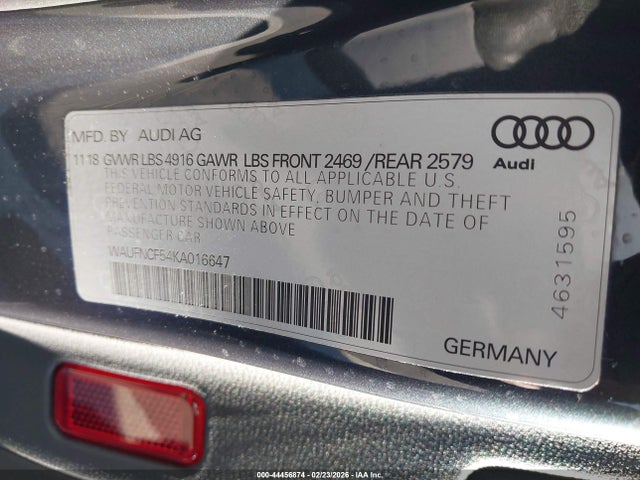 MFD. BY AUDI AG
11 18 GVWR LBS 4916 GAWR LBS FRONT 2469 /REAR 2579
THIS VEHICLE CONFORMS TO ALL APPLICABLE U.S.
FEDERAL MOTOR VEHICLE SAFETY, BUMPER AND THEFT
PREVENTION STANDARDS IN EFFECT ON THE DATE OF
MANUFACTURE SHOWN ABOVE
PASSENGER CAR
WAUFNCF54KA016647
Audi
4631595
GERMANY
000-44456874 | 02/23/2026 | IAA, Inc.